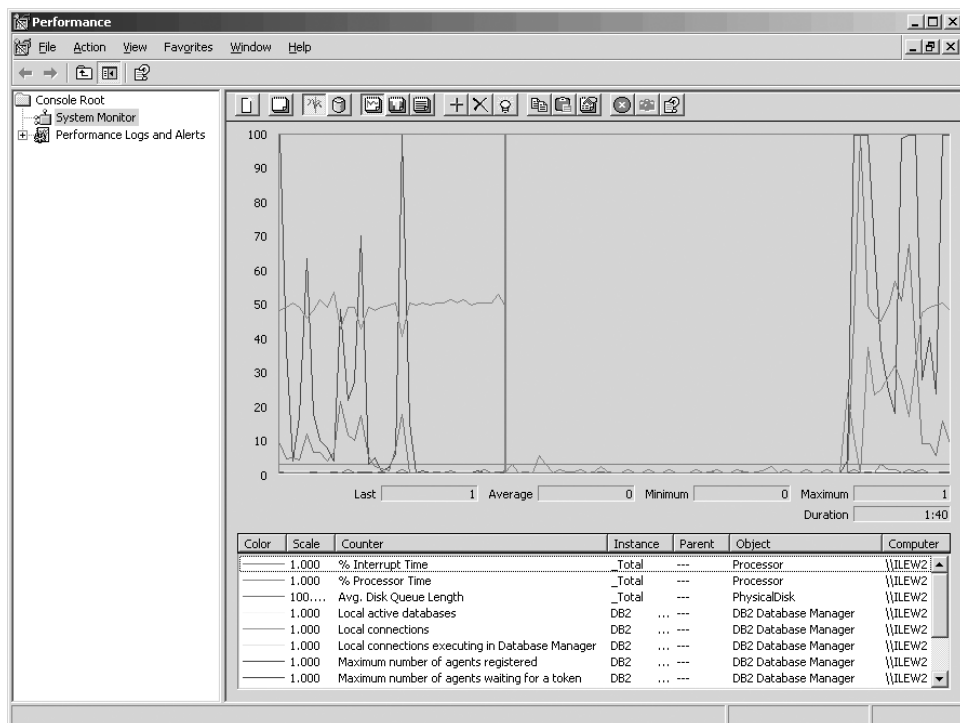 Performance
File Action View Favorites Window Help
Console Root
System Monitor
Performance Logs and Alerts
100
90
80
70
60
50
40
30
20
10
0
Last 1 Average 0 Minimum 0 Maximum 1
Duration 1:40
Color Scale Counter Instance Parent Object Computer
1.000 % Interrupt Time _Total --- Processor \\ILEW2
1.000 % Processor Time _Total --- Processor \\ILEW2
100.... Avg. Disk Queue Length _Total --- PhysicalDisk \\ILEW2
1.000 Local active databases DB2 ... --- DB2 Database Manager \\ILEW2
1.000 Local connections DB2 ... --- DB2 Database Manager \\ILEW2
1.000 Local connections executing in Database Manager DB2 ... --- DB2 Database Manager \\ILEW2
1.000 Maximum number of agents registered DB2 ... --- DB2 Database Manager \\ILEW2
1.000 Maximum number of agents waiting for a token DB2 ... --- DB2 Database Manager \\ILEW2